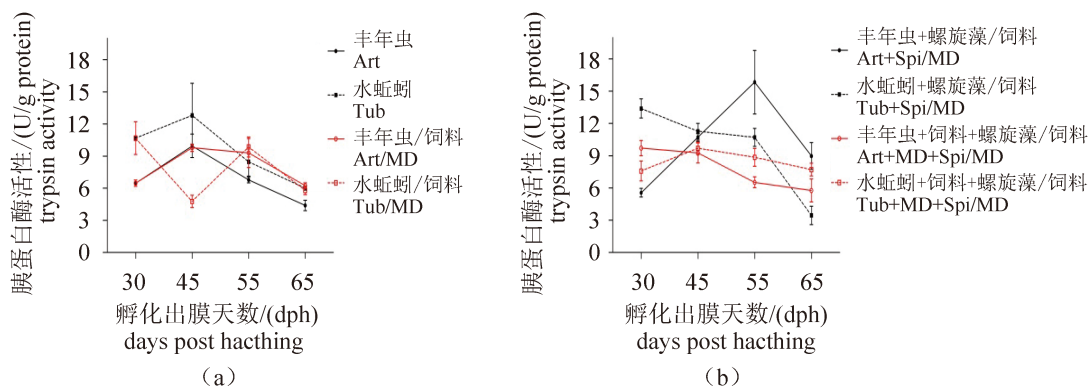 胰蛋白酶活性/(U/g protein)
trypsin activity
18
15
12
9
6
3
0
30 45 55 65
孵化出膜天数/(dph)
days post hacthing
(a)
丰年虫
Art
水蚯蚓
Tub
丰年虫/饲料
Art/MD
水蚯蚓/饲料
Tub/MD
胰蛋白酶活性/(U/g protein)
trypsin activity
18
15
12
9
6
3
0
30 45 55 65
孵化出膜天数/(dph)
days post hacthing
(b)
丰年虫+螺旋藻/饲料
Art+Spi/MD
水蚯蚓+螺旋藻/饲料
Tub+Spi/MD
丰年虫+饲料+螺旋藻/饲料
Art+MD+Spi/MD
水蚯蚓+饲料+螺旋藻/饲料
Tub+MD+Spi/MD